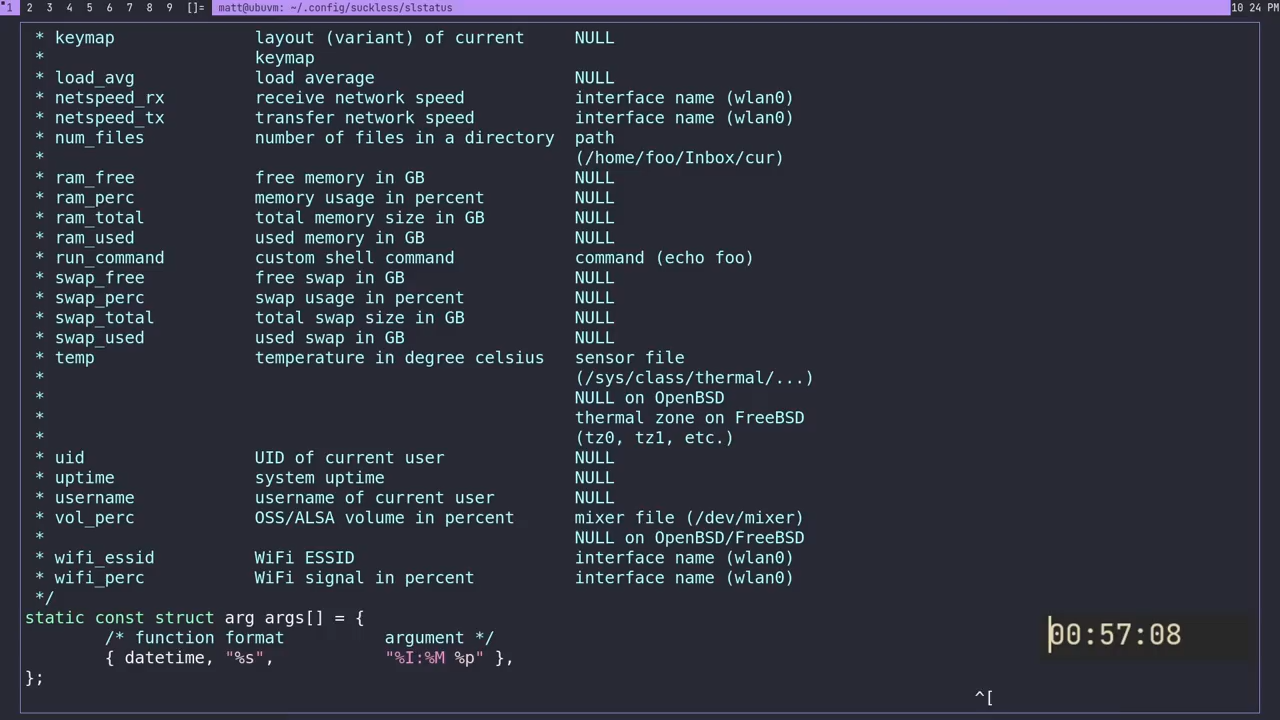 1 2 3 4 5 6 7 8 9 []= matt@ubuvm: ~/.config/suckless/slstatus 10 24 PM
* keymap layout (variant) of current NULL
* keymap
* load_avg load average NULL
* netspeed_rx receive network speed interface name (wlan0)
* netspeed_tx transfer network speed interface name (wlan0)
* num_files number of files in a directory path
* (/home/foo/Inbox/cur)
* ram_free free memory in GB NULL
* ram_perc memory usage in percent NULL
* ram_total total memory size in GB NULL
* ram_used used memory in GB NULL
* run_command custom shell command command (echo foo)
* swap_free free swap in GB NULL
* swap_perc swap usage in percent NULL
* swap_total total swap size in GB NULL
* swap_used used swap in GB NULL
* temp temperature in degree celsius sensor file
* (/sys/class/thermal/...)
* NULL on OpenBSD
* thermal zone on FreeBSD
* (tz0, tz1, etc.)
* uid UID of current user NULL
* uptime system uptime NULL
* username username of current user NULL
* vol_perc OSS/ALSA volume in percent mixer file (/dev/mixer)
* NULL on OpenBSD/FreeBSD
* wifi_essid WiFi ESSID interface name (wlan0)
* wifi_perc WiFi signal in percent interface name (wlan0)
*/
static const struct arg args[] = {
/* function format argument */
{ datetime, "%s", "%I:%M %p" },
};
00:57:08
^[